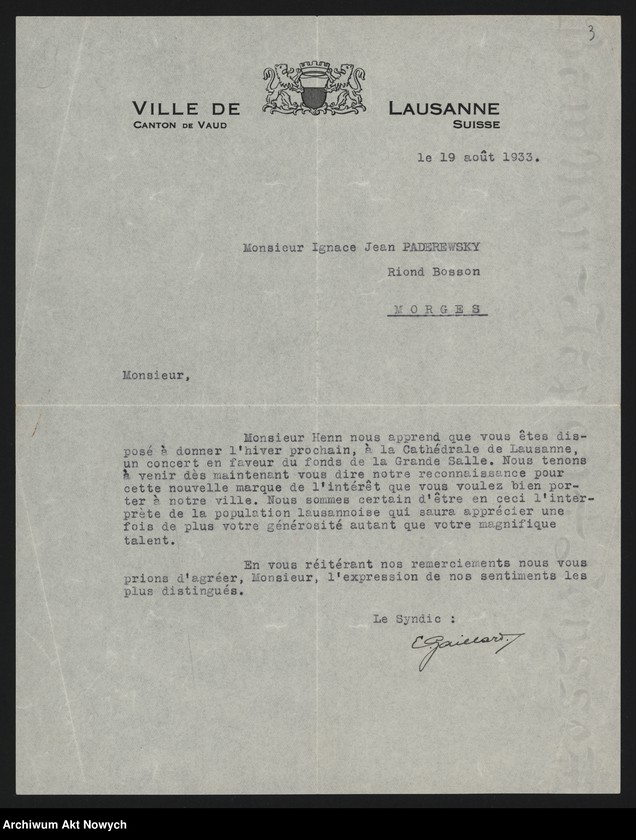 3
VILLE DE LAUSANNE
CANTON DE VAUD SUISSE
le 19 août 1933.
Monsieur Ignace Jean PADEREWSKY
Riond Bosson
MORGES
Monsieur,
Monsieur Henn nous apprend que vous êtes dis-
posé à donner l'hiver prochain, à la Cathédrale de Lausanne,
un concert en faveur du fonds de la Grande Salle. Nous tenons
à venir dès maintenant vous dire notre reconnaissance pour
cette nouvelle marque de l'intérêt que vous voulez bien por-
ter à notre ville. Nous sommes certain d'être en ceci l'inter-
prète de la population lausannoise qui saura apprécier une
fois de plus votre générosité autant que votre magnifique
talent.
En vous réitérant nos remerciements nous vous
prions d'agréer, Monsieur, l'expression de nos sentiments les
plus distingués.
Le Syndic :
E. Gaillard.
Archiwum Akt Nowych